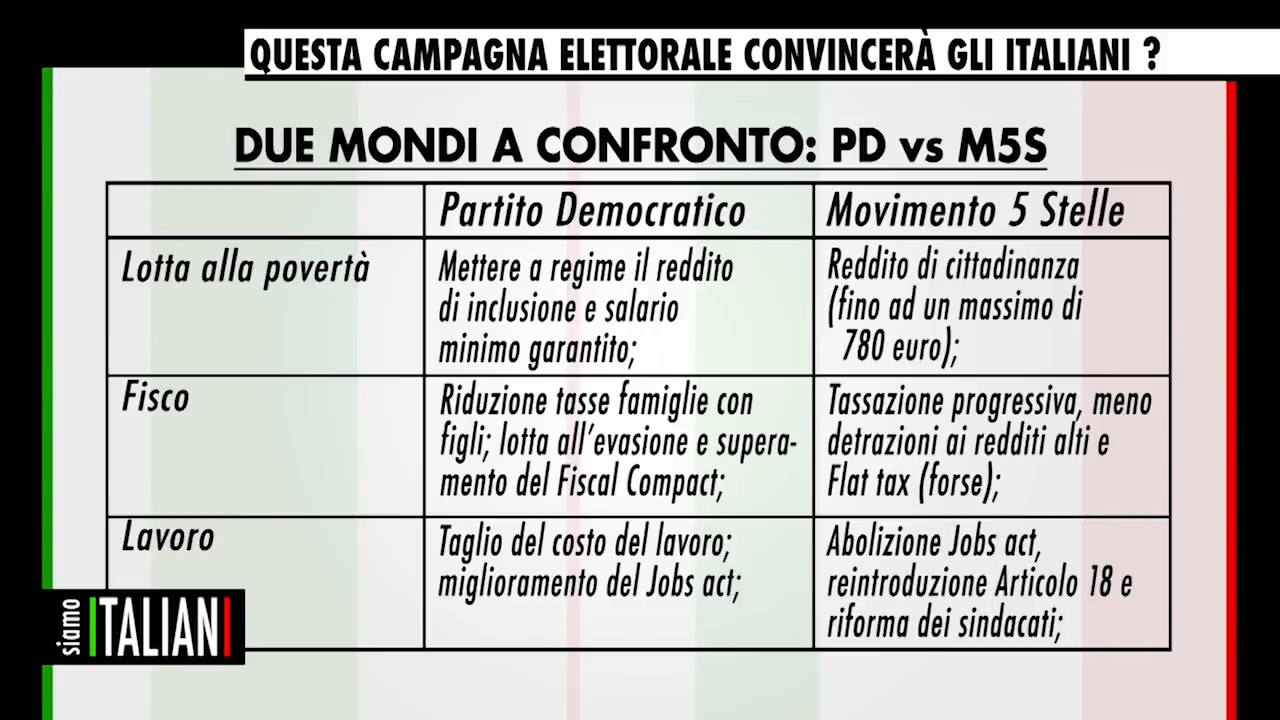 QUESTA CAMPAGNA ELETTORALE CONVINCERÀ GLI ITALIANI ?
DUE MONDI A CONFRONTO: PD vs M5S
Partito Democratico
Movimento 5 Stelle
Lotta alla povertà
Mettere a regime il reddito
di inclusione e salario
minimo garantito;
Reddito di cittadinanza
(fino ad un massimo di
780 euro);
Fisco
Riduzione tasse famiglie con
figli; lotta all'evasione e supera-
mento del Fiscal Compact;
Tassazione progressiva, meno
detrazioni ai redditi alti e
Flat tax (forse);
Lavoro
Taglio del costo del lavoro;
miglioramento del Jobs act;
Abolizione Jobs act,
reintroduzione Articolo 18 e
riforma dei sindacati;
siamo ITALIANI